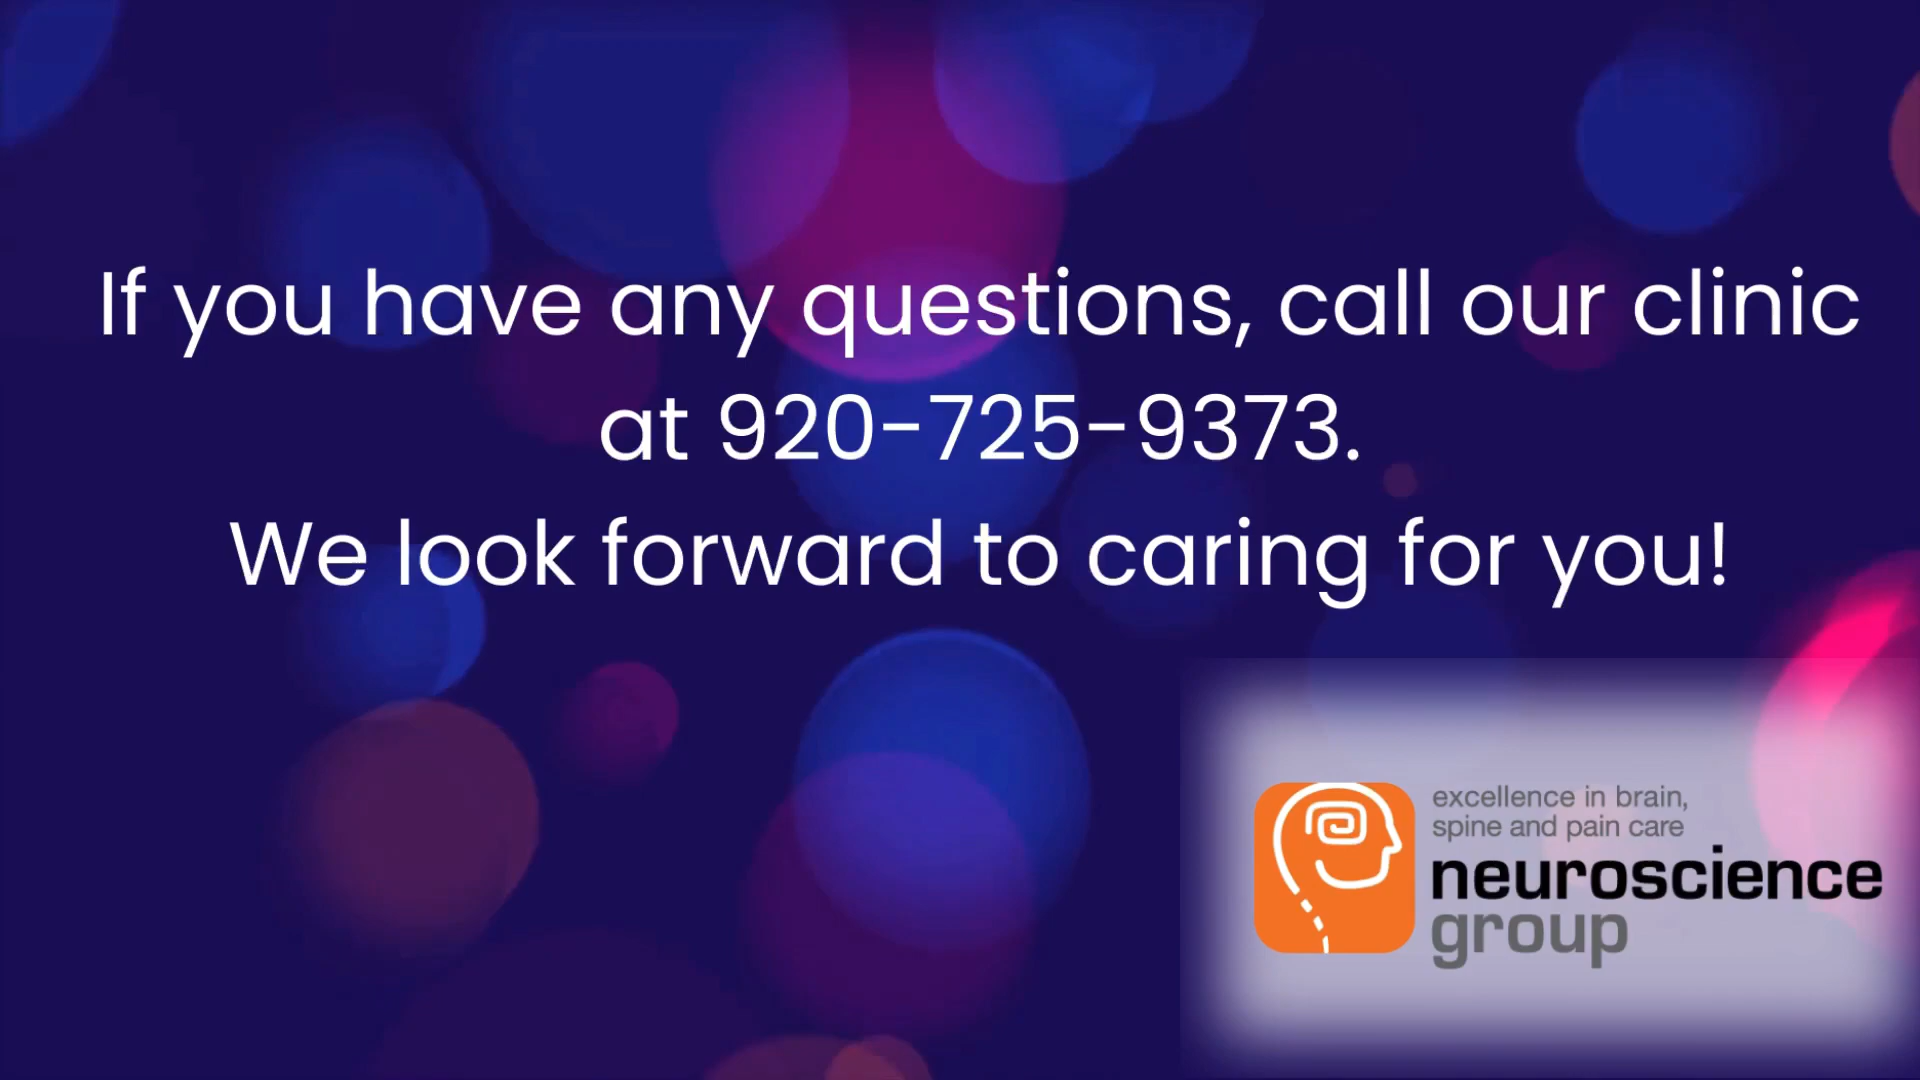 If you have any questions, call our clinic
at 920-725-9373.
We look forward to caring for you!
excellence in brain,
spine and pain care
neuroscience
group